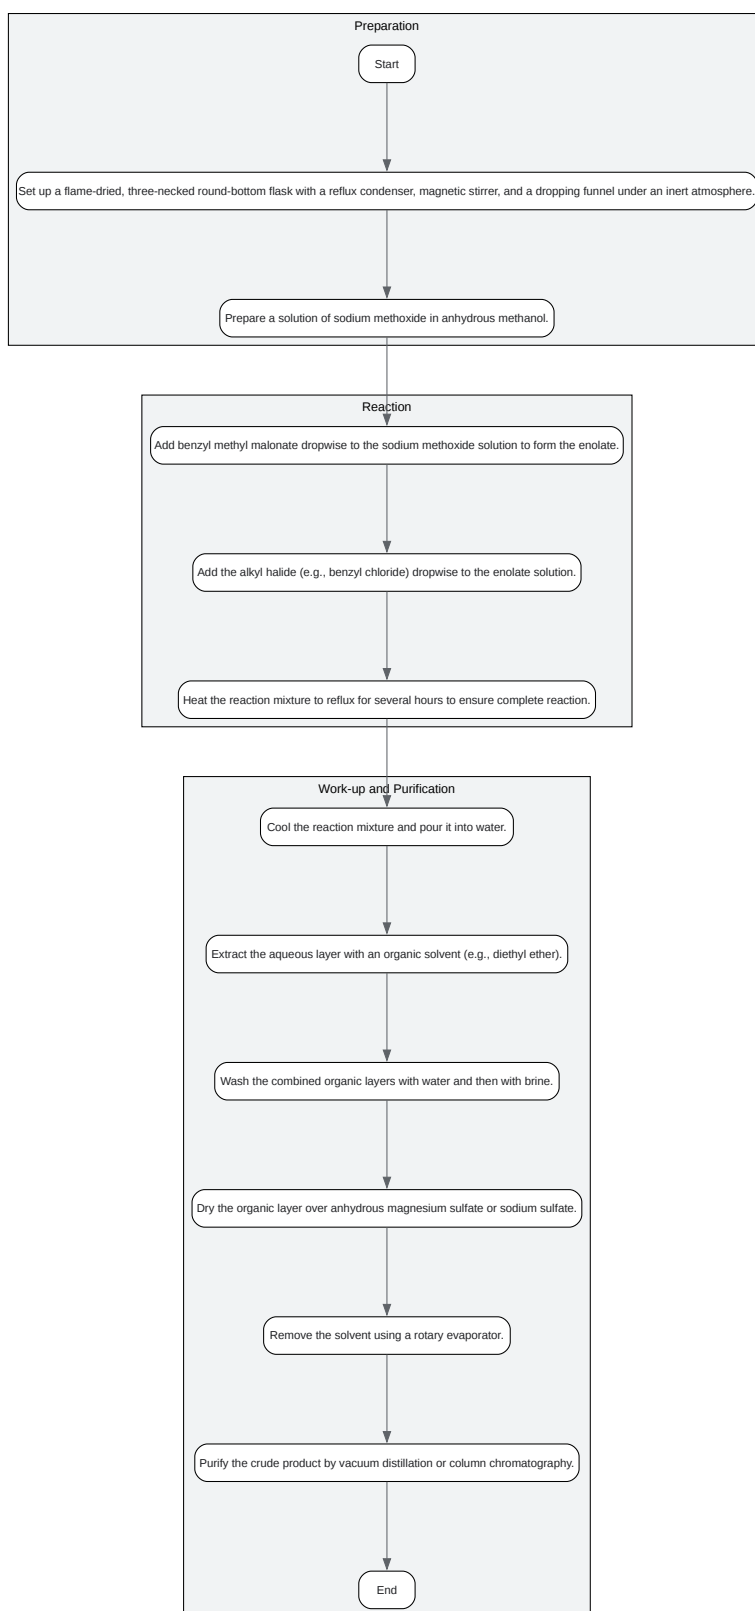 Preparation
Start
Set up a flame-dried, three-necked round-bottom flask with a reflux condenser, magnetic stirrer, and a dropping funnel under an inert atmosphere.
Prepare a solution of sodium methoxide in anhydrous methanol.
Reaction
Add benzyl methyl malonate dropwise to the sodium methoxide solution to form the enolate.
Add the alkyl halide (e.g., benzyl chloride) dropwise to the enolate solution.
Heat the reaction mixture to reflux for several hours to ensure complete reaction.
Work-up and Purification
Cool the reaction mixture and pour it into water.
Extract the aqueous layer with an organic solvent (e.g., diethyl ether).
Wash the combined organic layers with water and then with brine.
Dry the organic layer over anhydrous magnesium sulfate or sodium sulfate.
Remove the solvent using a rotary evaporator.
Purify the crude product by vacuum distillation or column chromatography.
End